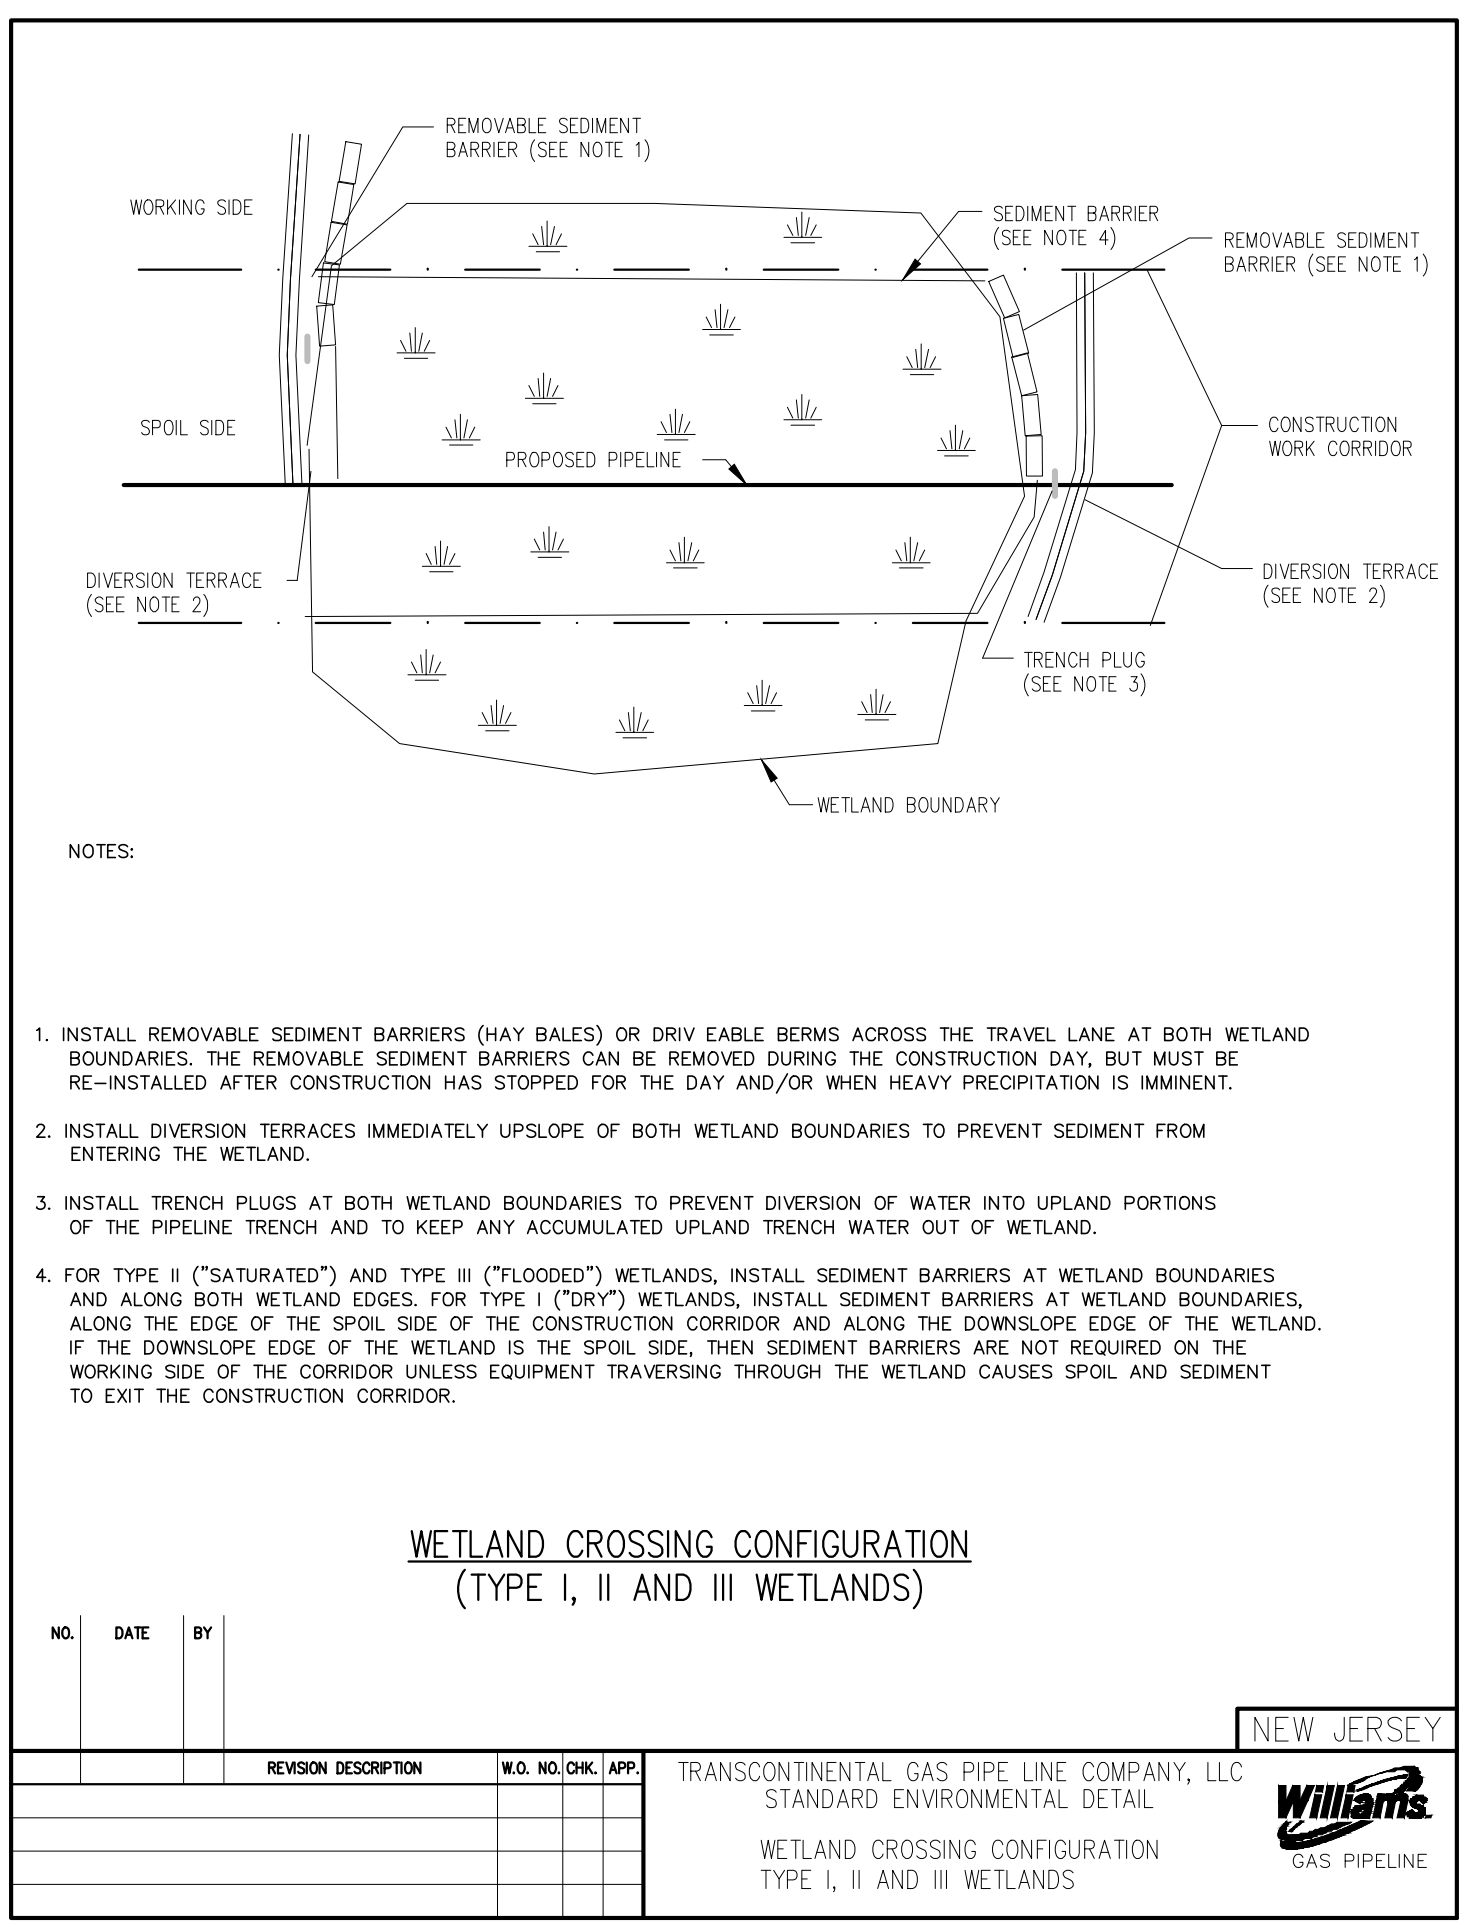 REMOVABLE SEDIMENT
BARRIER (SEE NOTE 1)
WORKING SIDE
SEDIMENT BARRIER
(SEE NOTE 4)
REMOVABLE SEDIMENT
BARRIER (SEE NOTE 1)
SPOIL SIDE
CONSTRUCTION
WORK CORRIDOR
PROPOSED PIPELINE
DIVERSION TERRACE
(SEE NOTE 2)
DIVERSION TERRACE
(SEE NOTE 2)
TRENCH PLUG
(SEE NOTE 3)
WETLAND BOUNDARY
NOTES:
1. INSTALL REMOVABLE SEDIMENT BARRIERS (HAY BALES) OR DRIV EABLE BERMS ACROSS THE TRAVEL LANE AT BOTH WETLAND
BOUNDARIES. THE REMOVABLE SEDIMENT BARRIERS CAN BE REMOVED DURING THE CONSTRUCTION DAY, BUT MUST BE
RE-INSTALLED AFTER CONSTRUCTION HAS STOPPED FOR THE DAY AND/OR WHEN HEAVY PRECIPITATION IS IMMINENT.
2. INSTALL DIVERSION TERRACES IMMEDIATELY UPSLOPE OF BOTH WETLAND BOUNDARIES TO PREVENT SEDIMENT FROM
ENTERING THE WETLAND.
3. INSTALL TRENCH PLUGS AT BOTH WETLAND BOUNDARIES TO PREVENT DIVERSION OF WATER INTO UPLAND PORTIONS
OF THE PIPELINE TRENCH AND TO KEEP ANY ACCUMULATED UPLAND TRENCH WATER OUT OF WETLAND.
4. FOR TYPE II ("SATURATED") AND TYPE III ("FLOODED") WETLANDS, INSTALL SEDIMENT BARRIERS AT WETLAND BOUNDARIES
AND ALONG BOTH WETLAND EDGES. FOR TYPE I ("DRY") WETLANDS, INSTALL SEDIMENT BARRIERS AT WETLAND BOUNDARIES,
ALONG THE EDGE OF THE SPOIL SIDE OF THE CONSTRUCTION CORRIDOR AND ALONG THE DOWNSLOPE EDGE OF THE WETLAND.
IF THE DOWNSLOPE EDGE OF THE WETLAND IS THE SPOIL SIDE, THEN SEDIMENT BARRIERS ARE NOT REQUIRED ON THE
WORKING SIDE OF THE CORRIDOR UNLESS EQUIPMENT TRAVERSING THROUGH THE WETLAND CAUSES SPOIL AND SEDIMENT
TO EXIT THE CONSTRUCTION CORRIDOR.
WETLAND CROSSING CONFIGURATION
(TYPE I, II AND III WETLANDS)
NO. DATE BY
NEW JERSEY
REVISION DESCRIPTION W.O. NO. CHK. APP.
TRANSCONTINENTAL GAS PIPE LINE COMPANY, LLC
STANDARD ENVIRONMENTAL DETAIL
WETLAND CROSSING CONFIGURATION
TYPE I, II AND III WETLANDS
Williams
GAS PIPELINE